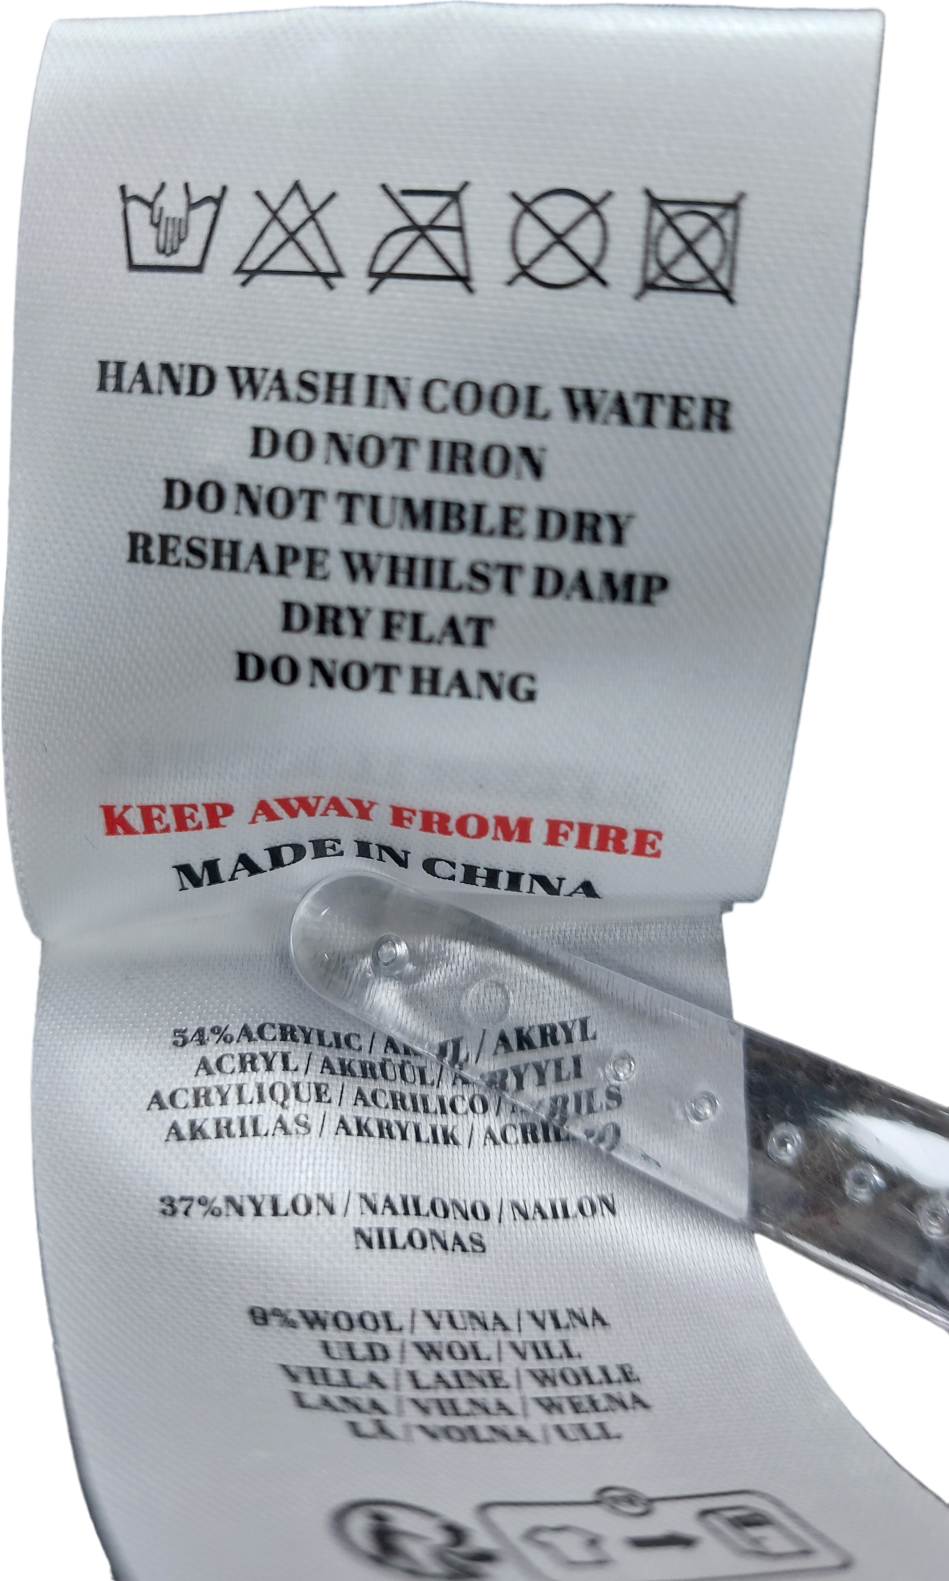 HAND WASH IN COOL WATER
DO NOT IRON
DO NOT TUMBLE DRY
RESHAPE WHILST DAMP
DRY FLAT
DO NOT HANG
KEEP AWAY FROM FIRE
MADE IN CHINA
54%ACRYLIC / / AKRYL
ACRYL / AKRÜÜL /
ACRYLIQUE / ACRILICO /
AKRILAS / AKRYLIK /
37%NYLON / NAILONO / NAILON
NILONAS
9%WOOL / VUNA / VLNA
ULD / WOL / VILL
VILLA / LAINE / WOLLE
LANA / VILNA / WEŁNA
LÃ / VOLNA / ULL